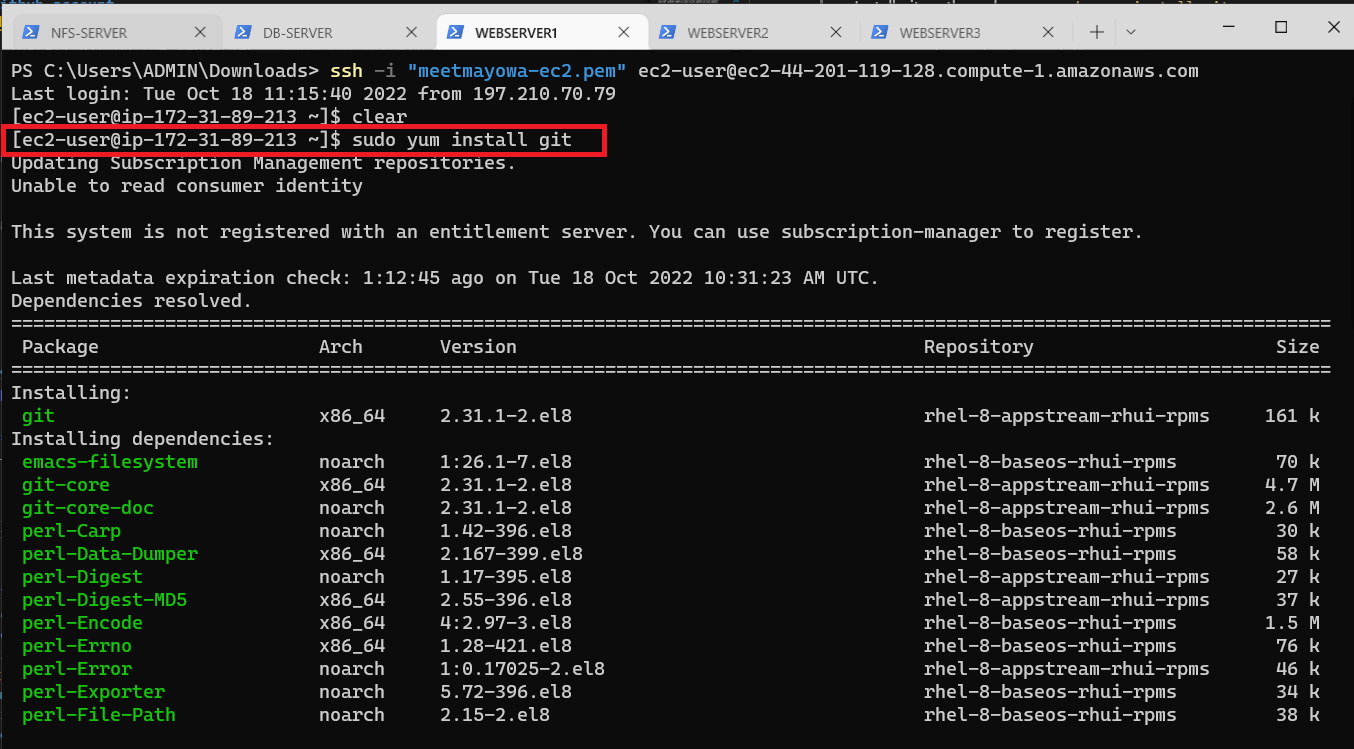 NFS-SERVER DB-SERVER WEBSERVER1 WEBSERVER2 WEBSERVER3
PS C:\Users\ADMIN\Downloads> ssh -i "meetmayowa-ec2.pem" ec2-user@ec2-44-201-119-128.compute-1.amazonaws.com
Last login: Tue Oct 18 11:15:40 2022 from 197.210.70.79
[ec2-user@ip-172-31-89-213 ~]$ clear
[ec2-user@ip-172-31-89-213 ~]$ sudo yum install git
Updating Subscription Management repositories.
Unable to read consumer identity
This system is not registered with an entitlement server. You can use subscription-manager to register.
Last metadata expiration check: 1:12:45 ago on Tue 18 Oct 2022 10:31:23 AM UTC.
Dependencies resolved.
========================================================================================================================
Package Arch Version Repository Size
========================================================================================================================
Installing:
git x86_64 2.31.1-2.el8 rhel-8-appstream-rhui-rpms 161 k
Installing dependencies:
emacs-filesystem noarch 1:26.1-7.el8 rhel-8-baseos-rhui-rpms 70 k
git-core x86_64 2.31.1-2.el8 rhel-8-appstream-rhui-rpms 4.7 M
git-core-doc noarch 2.31.1-2.el8 rhel-8-appstream-rhui-rpms 2.6 M
perl-Carp noarch 1.42-396.el8 rhel-8-baseos-rhui-rpms 30 k
perl-Data-Dumper x86_64 2.167-399.el8 rhel-8-baseos-rhui-rpms 58 k
perl-Digest noarch 1.17-395.el8 rhel-8-appstream-rhui-rpms 27 k
perl-Digest-MD5 x86_64 2.55-396.el8 rhel-8-appstream-rhui-rpms 37 k
perl-Encode x86_64 4:2.97-3.el8 rhel-8-baseos-rhui-rpms 1.5 M
perl-Errno x86_64 1.28-421.el8 rhel-8-baseos-rhui-rpms 76 k
perl-Error noarch 1:0.17025-2.el8 rhel-8-appstream-rhui-rpms 46 k
perl-Exporter noarch 5.72-396.el8 rhel-8-baseos-rhui-rpms 34 k
perl-File-Path noarch 2.15-2.el8 rhel-8-baseos-rhui-rpms 38 k